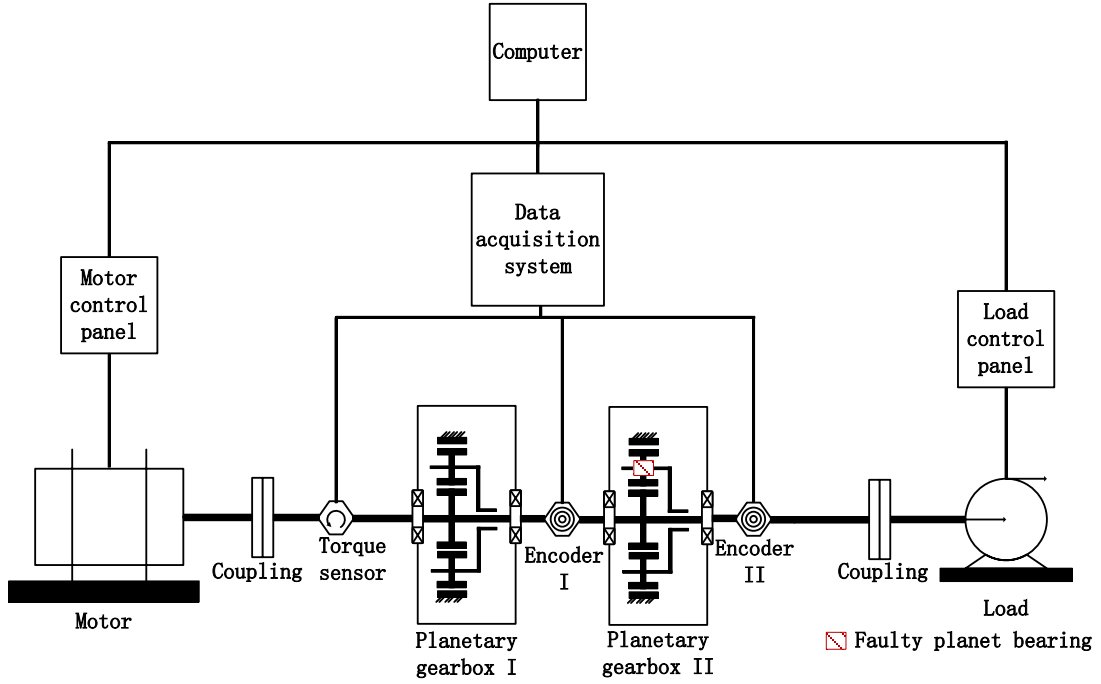 Computer
Data
acquisition
system
Motor
control
panel
Load
control
panel
Torque
sensor
Coupling
Encoder
I
Encoder
II
Coupling
Motor
Planetary
gearbox I
Planetary
gearbox II
Load
Faulty planet bearing